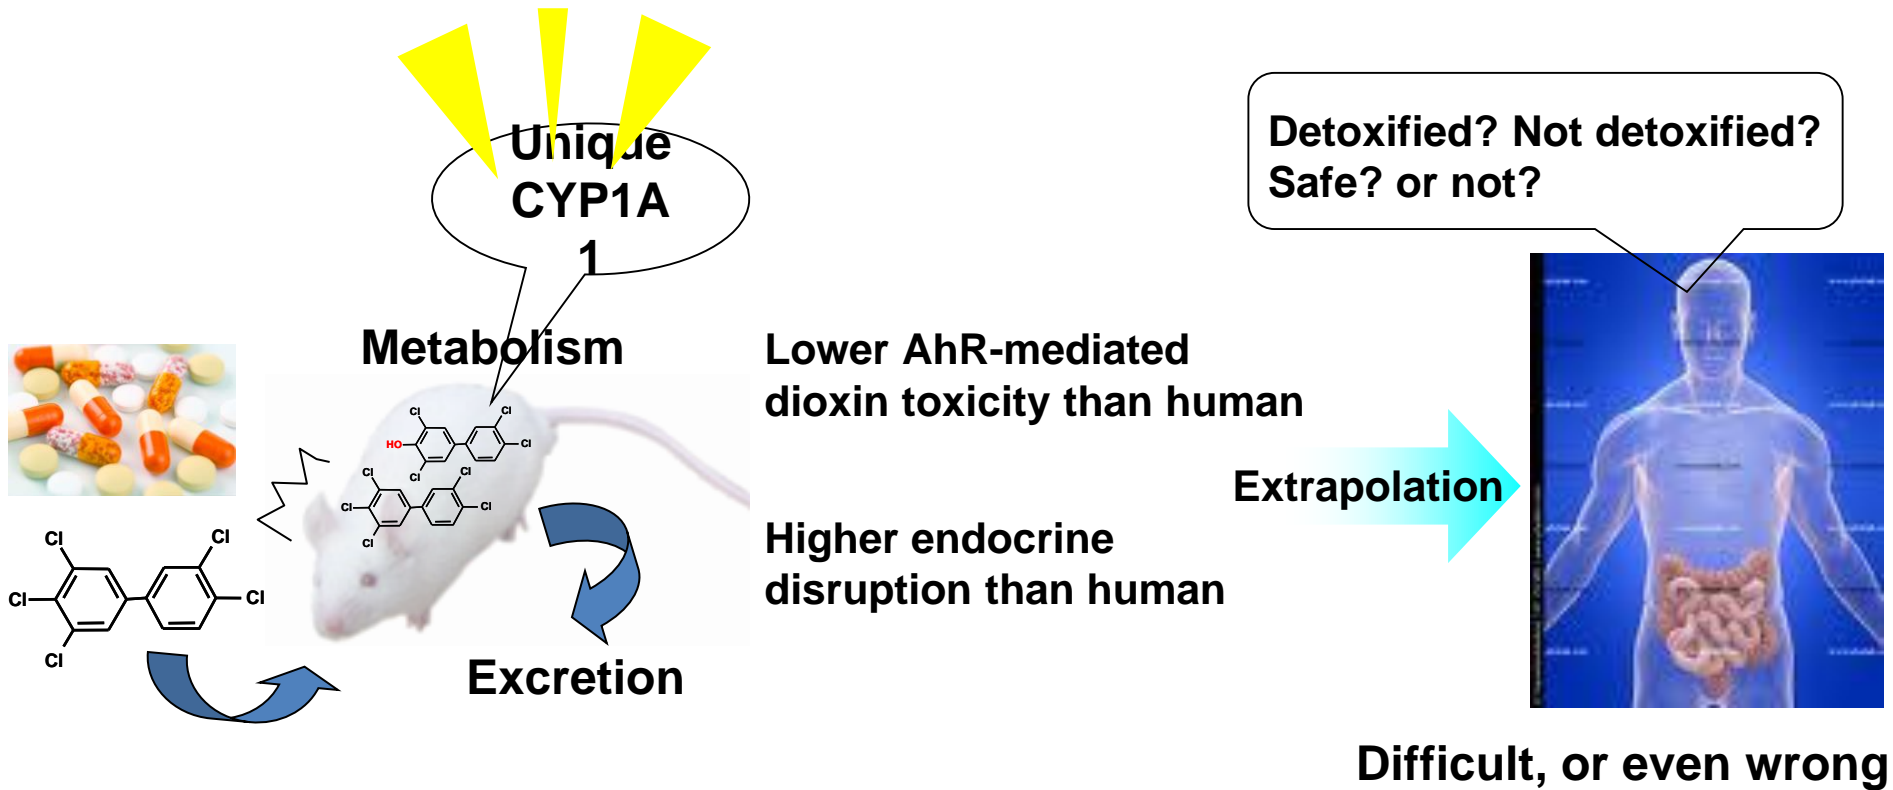 Unique
CYP1A
1
Detoxified? Not detoxified?
Safe? or not?
Metabolism
Lower AhR-mediated
dioxin toxicity than human
Cl
Cl
HO
Cl
Cl
Cl
Cl
Cl
Cl
Cl
Cl
Extrapolation
Higher endocrine
disruption than human
Cl
Cl
Cl
Cl
Cl
Excretion
Difficult, or even wrong